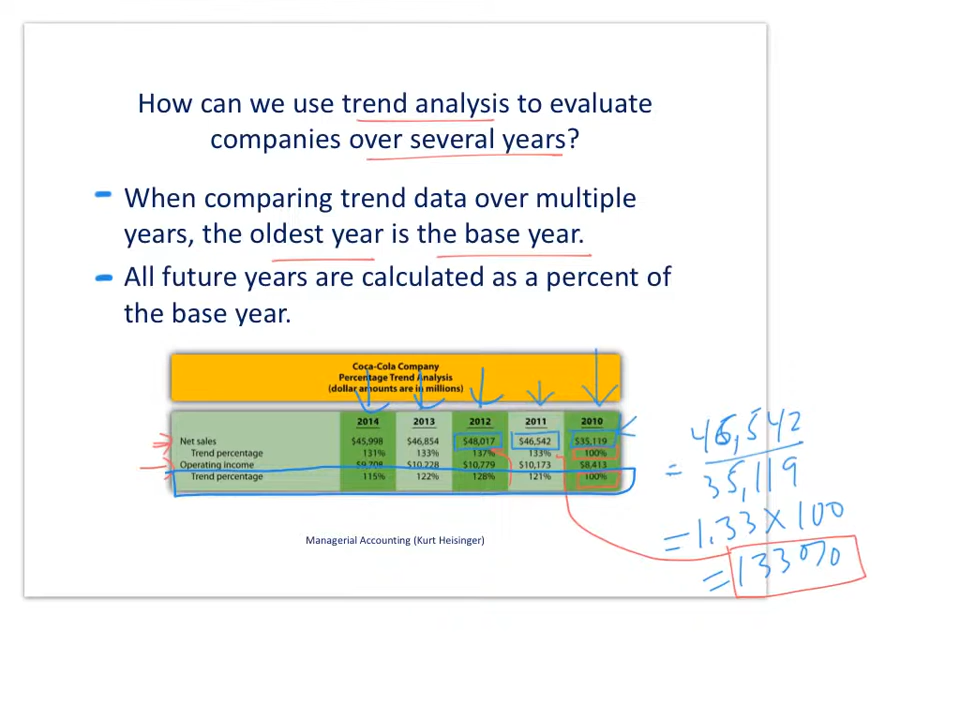 How can we use trend analysis to evaluate
companies over several years?
When comparing trend data over multiple
years, the oldest year is the base year.
All future years are calculated as a percent of
the base year.
Coca-Cola Company
Percentage Trend Analysis
(dollar amounts are in millions)
2014 2013 2012 2011 2010
Net sales $45,998 $46,854 $48,017 $46,542 $35,119
Trend percentage 131% 133% 137% 133% 100%
Operating income $9,708 $10,228 $10,779 $10,173 $8,413
Trend percentage 115% 122% 128% 121% 100%
Managerial Accounting (Kurt Heisinger)
46,542
= 35,119
= 1.33 X 100
= 133%